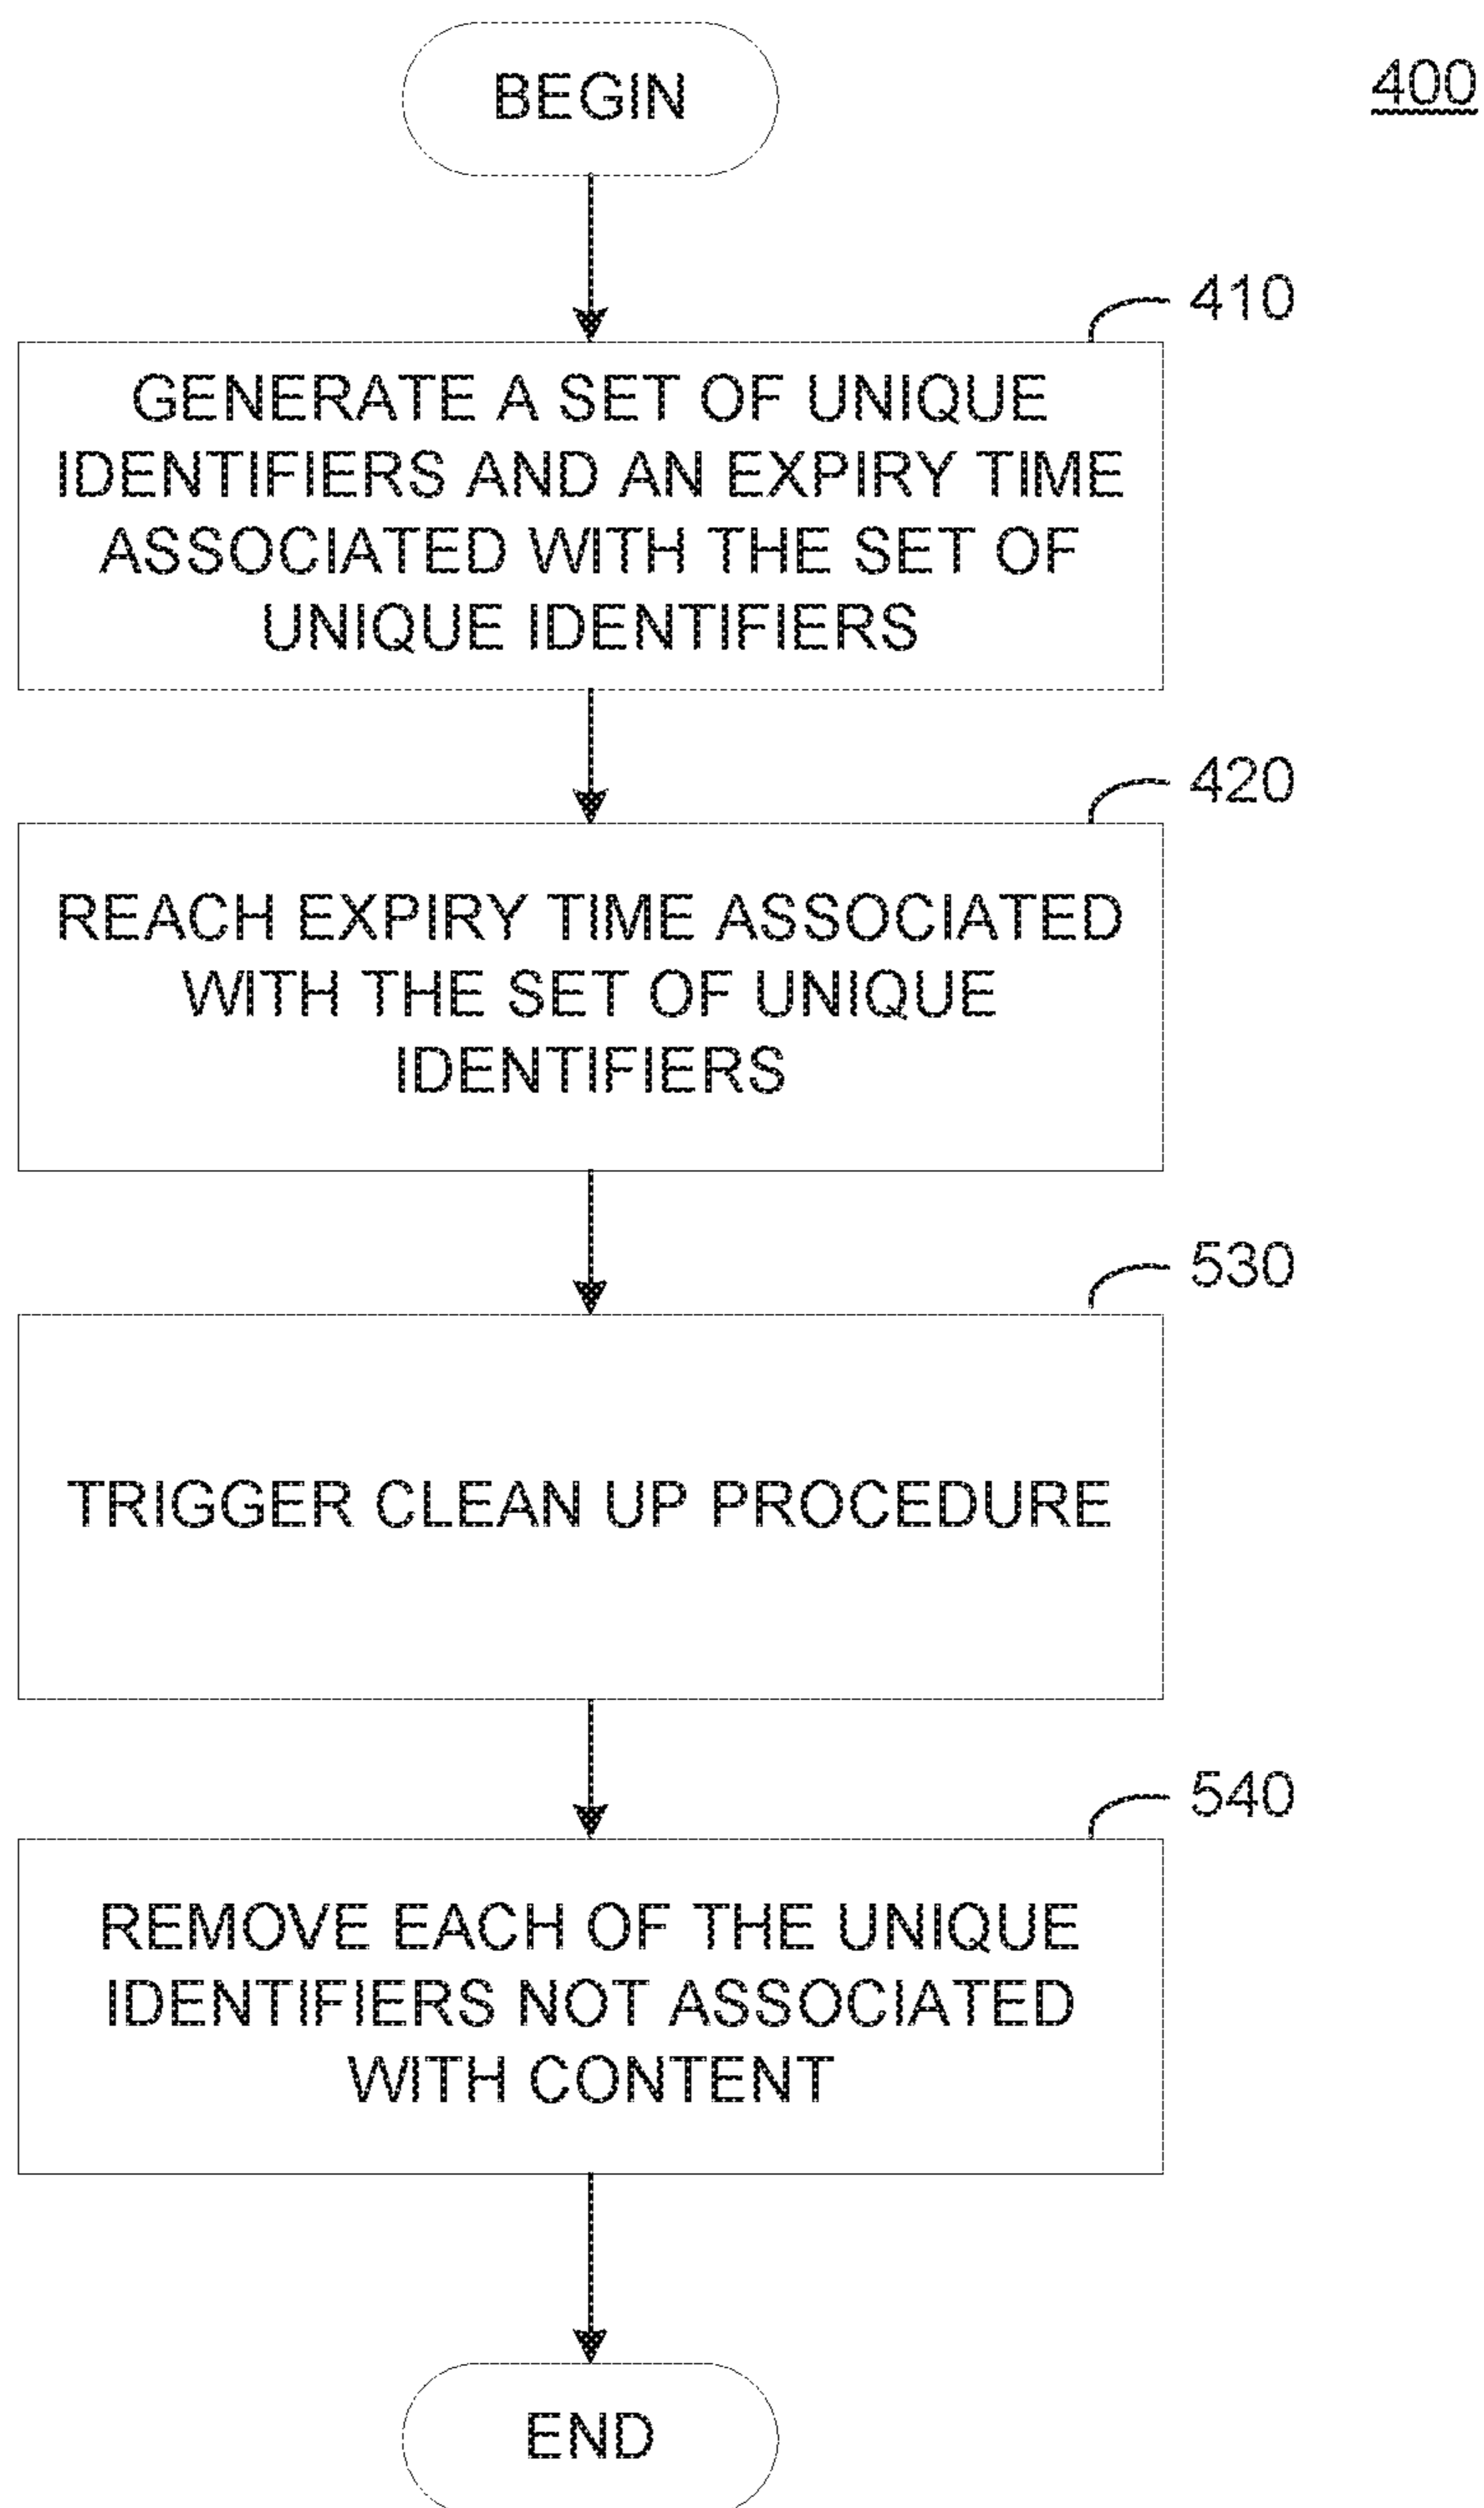 BEGIN
400
410
GENERATE A SET OF UNIQUE
IDENTIFIERS AND AN EXPIRY TIME
ASSOCIATED WITH THE SET OF
UNIQUE IDENTIFIERS
420
REACH EXPIRY TIME ASSOCIATED
WITH THE SET OF UNIQUE
IDENTIFIERS
530
TRIGGER CLEAN UP PROCEDURE
540
REMOVE EACH OF THE UNIQUE
IDENTIFIERS NOT ASSOCIATED
WITH CONTENT
END